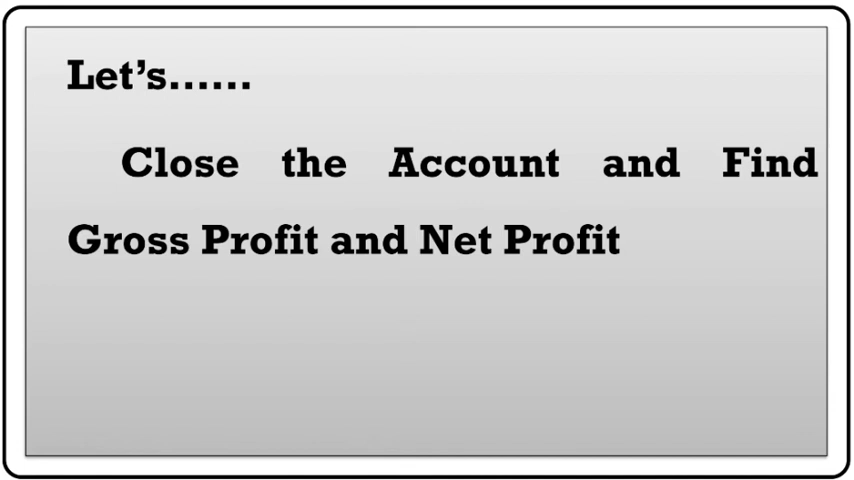 Let’s......
Close the Account and Find
Gross Profit and Net Profit